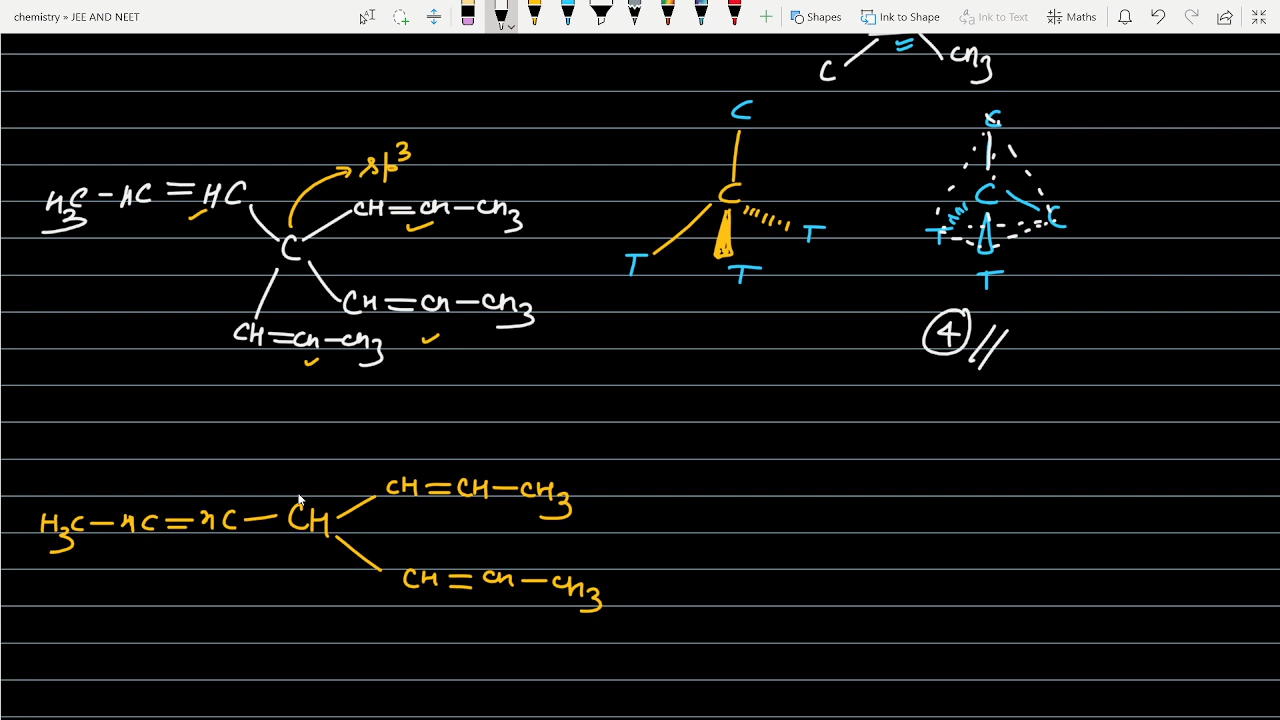 chemistry » JEE AND NEET
Shapes Ink to Shape Ink to Text Maths
C CH3
C C
sp3
H3C - HC = HC CH = CH - CH3
C C C C
T T T
T T
CH = CH - CH3
CH = CH - CH3
4 //
CH = CH - CH3
H3C - HC = HC - CH
CH = CH - CH3